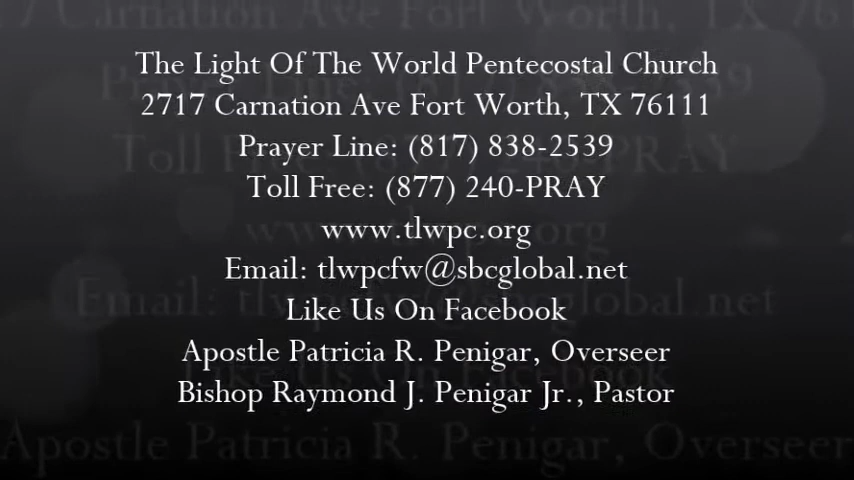 The Light Of The World Pentecostal Church
2717 Carnation Ave Fort Worth, TX 76111
Prayer Line: (817) 838-2539
Toll Free: (877) 240-PRAY
www.tlwpc.org
Email: tlwpcfw@sbcglobal.net
Like Us On Facebook
Apostle Patricia R. Penigar, Overseer
Bishop Raymond J. Penigar Jr., Pastor